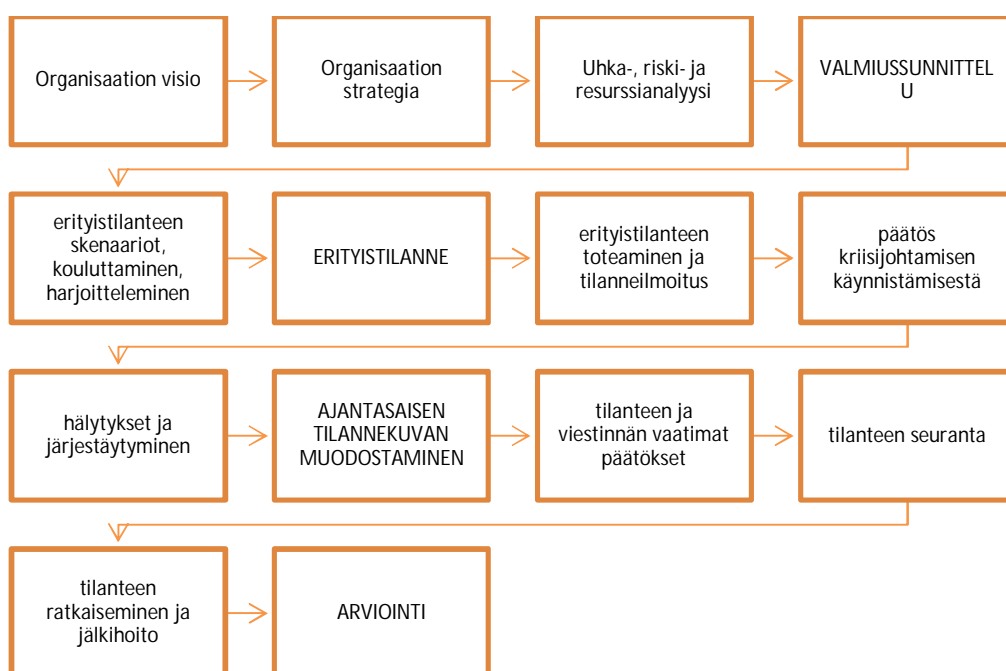 Organisaation visio
Organisaation
strategia
Uhka-, riski- ja
resurssianalyysi
VALMIUSSUNNITTEL
U
erityistilanteen
skenaariot,
kouluttaminen,
harjoitteleminen
ERITYISTILANNE
erityistilanteen
toteaminen ja
tilanneilmoitus
päätös
kriisijohtamisen
käynnistämisestä
hälytykset ja
järjestäytyminen
AJANTASAISEN
TILANNEKUVAN
MUODOSTAMINEN
tilanteen ja
viestinnän vaatimat
päätökset
tilanteen seuranta
tilanteen
ratkaiseminen ja
jälkihoito
ARVIOINTI